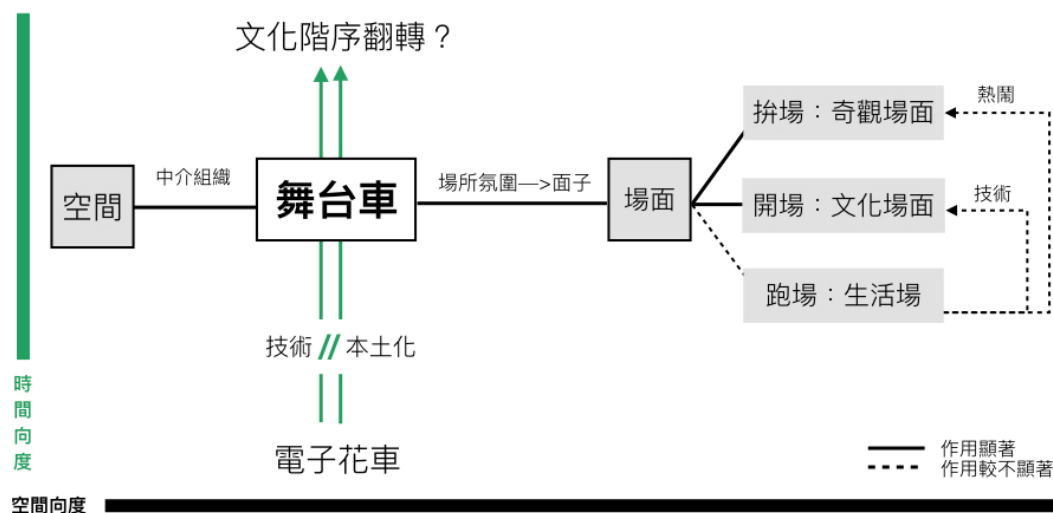 文化階序翻轉？
空間
中介組織
舞台車
場所氛圍—>面子
場面
拚場：奇觀場面
開場：文化場面
跑場：生活場
熱鬧
技術
技術 // 本土化
電子花車
時間向度
作用顯著
作用較不顯著
空間向度